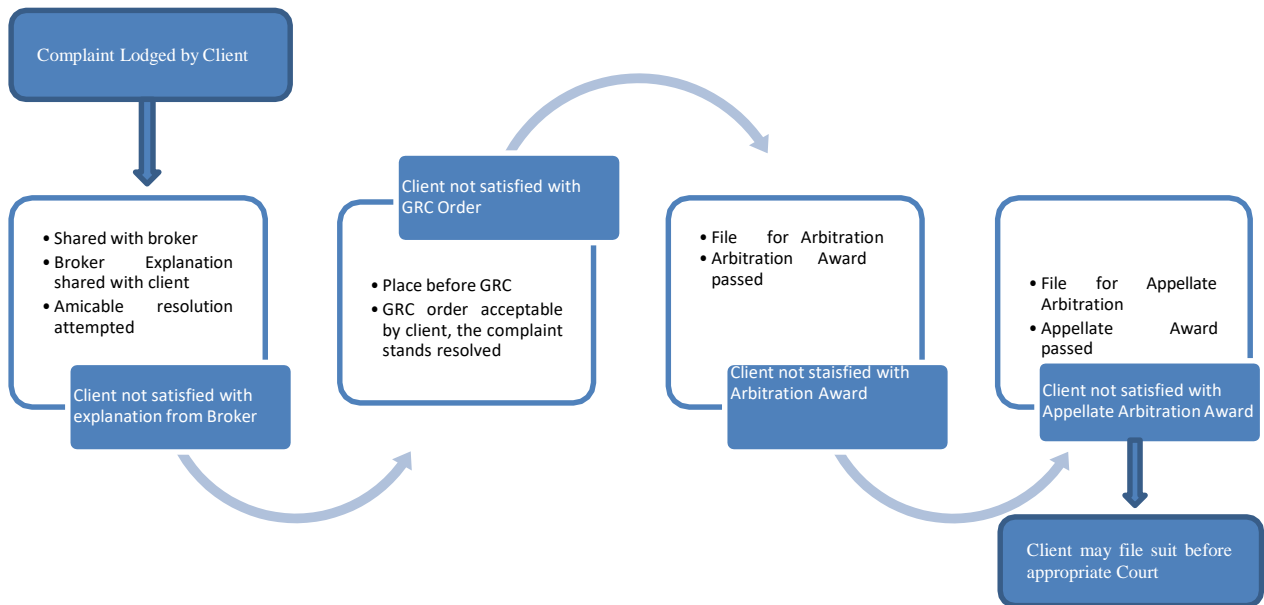 Complaint Lodged by Client
• Shared with broker
• Broker Explanation
shared with client
• Amicable resolution
attempted
Client not satisfied with
explanation from Broker
Client not satisfied with
GRC Order
• Place before GRC
• GRC order acceptable
by client, the complaint
stands resolved
• File for Arbitration
• Arbitration Award
passed
Client not staisfied with
Arbitration Award
• File for Appellate
Arbitration
• Appellate Award
passed
Client not satisfied with
Appellate Arbitration Award
Client may file suit before
appropriate Court